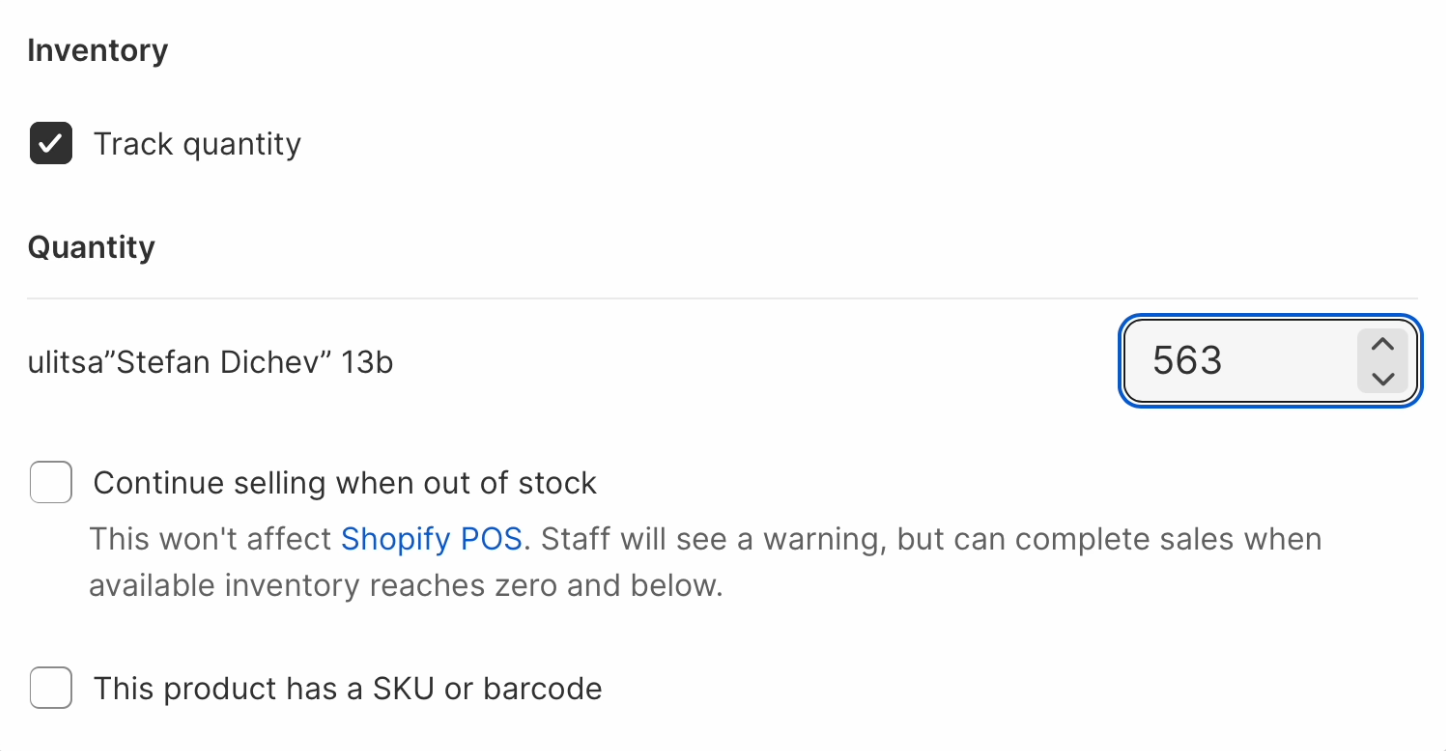 Inventory
Track quantity
Quantity
ulitsa”Stefan Dichev” 13b
563
Continue selling when out of stock
This won't affect Shopify POS. Staff will see a warning, but can complete sales when
available inventory reaches zero and below.
This product has a SKU or barcode